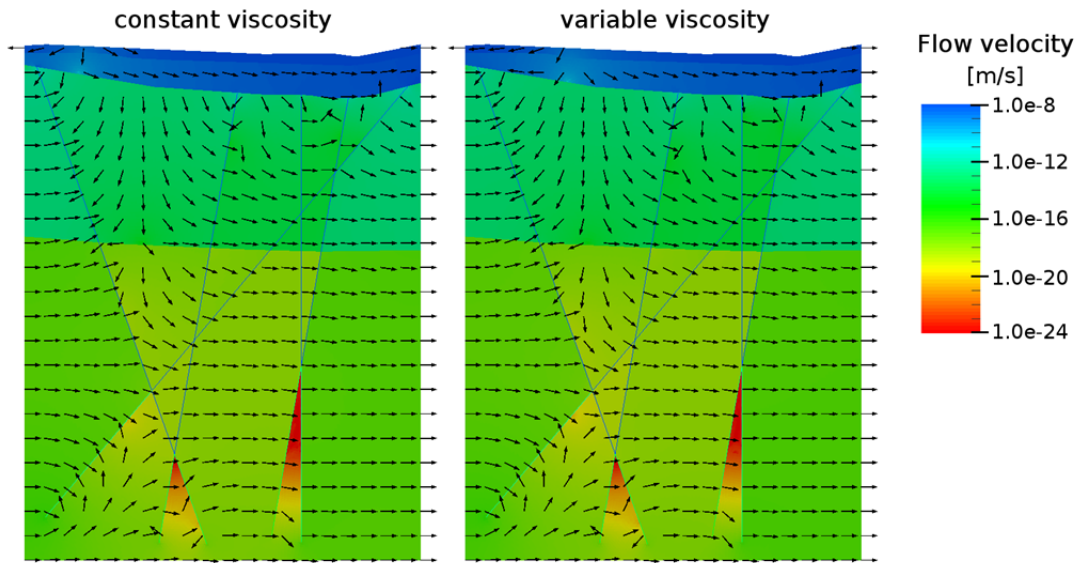 constant viscosity
variable viscosity
Flow velocity
[m/s]
1.0e-8
1.0e-12
1.0e-16
1.0e-20
1.0e-24